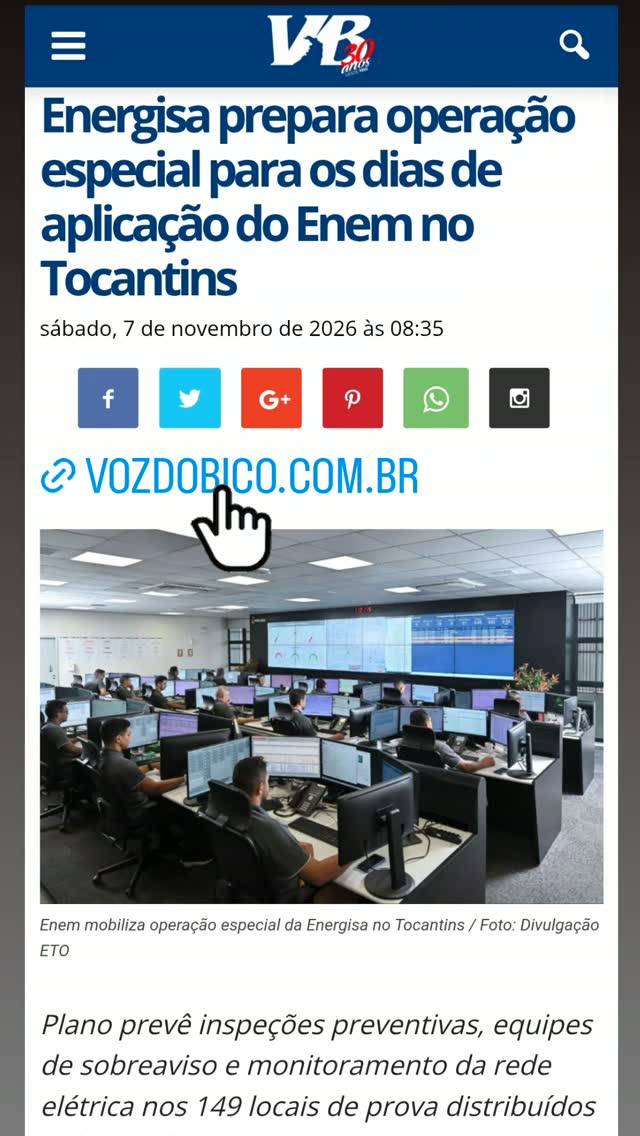 VB
30
anos
Energisa prepara operação
especial para os dias de
aplicação do Enem no
Tocantins
sábado, 7 de novembro de 2026 às 08:35
f
G+
VOZDOBICO.COM.BR
Enem mobiliza operação especial da Energisa no Tocantins / Foto: Divulgação
ETO
Plano prevê inspeções preventivas, equipes
de sobreaviso e monitoramento da rede
elétrica nos 149 locais de prova distribuídos